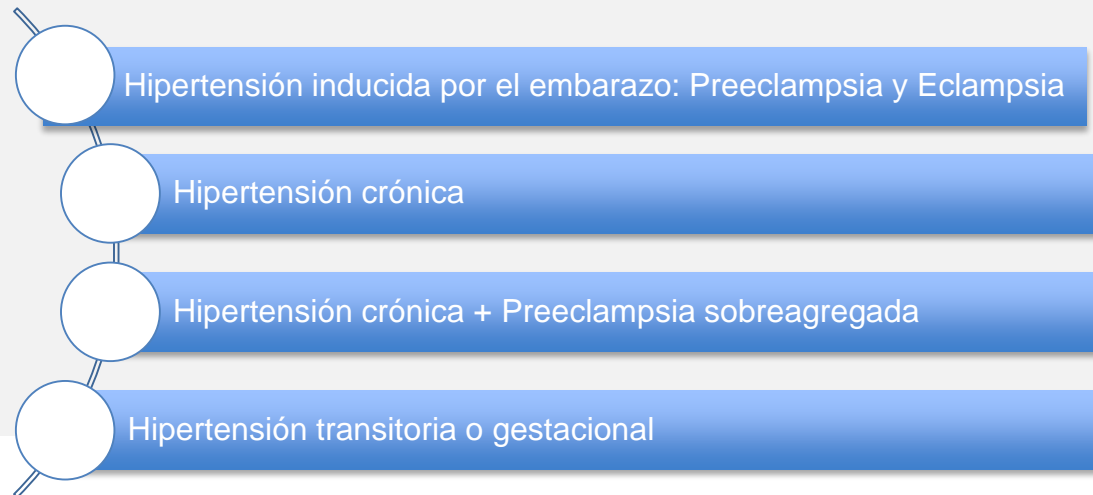 Hipertensión inducida por el embarazo: Preeclampsia y Eclampsia
Hipertensión crónica
Hipertensión crónica + Preeclampsia sobreagregada
Hipertensión transitoria o gestacional